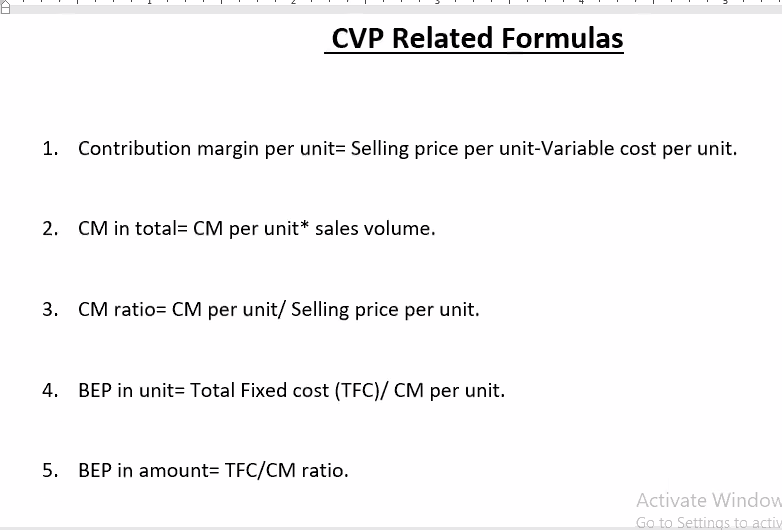 CVP Related Formulas
1. Contribution margin per unit= Selling price per unit-Variable cost per unit.
2. CM in total= CM per unit* sales volume.
3. CM ratio= CM per unit/ Selling price per unit.
4. BEP in unit= Total Fixed cost (TFC)/ CM per unit.
5. BEP in amount= TFC/CM ratio.
Activate Window
Go to Settings to activ